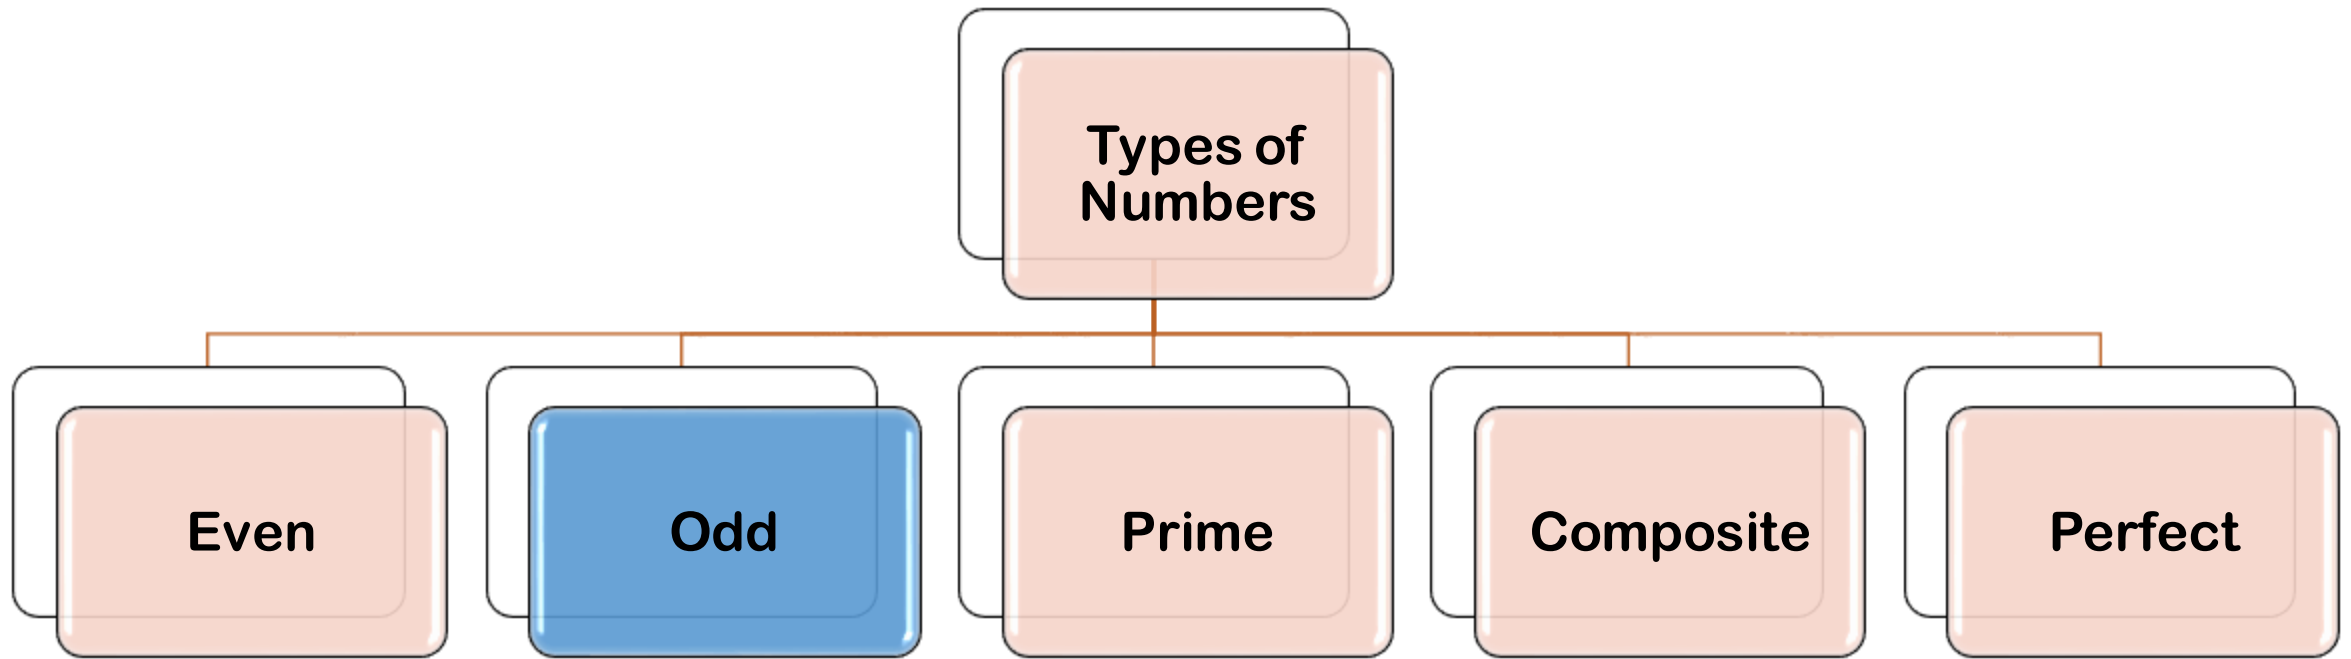 Types of
Numbers
Even
Odd
Prime
Composite
Perfect